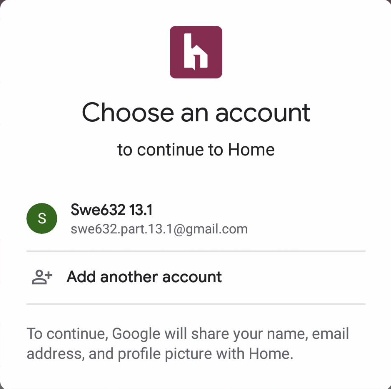 Choose an account
to continue to Home
S
Swe632 13.1
swe632.part.13.1@gmail.com
Add another account
To continue, Google will share your name, email
address, and profile picture with Home.